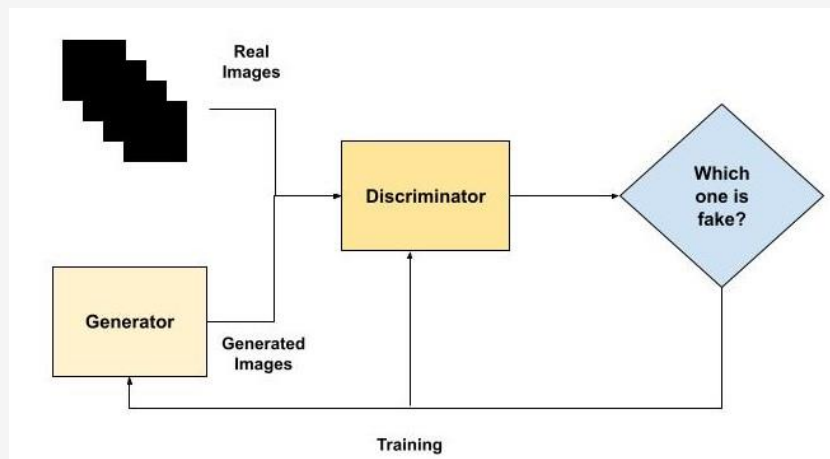 Real
Images
Discriminator
Which
one is
fake?
Generator
Generated
Images
Training